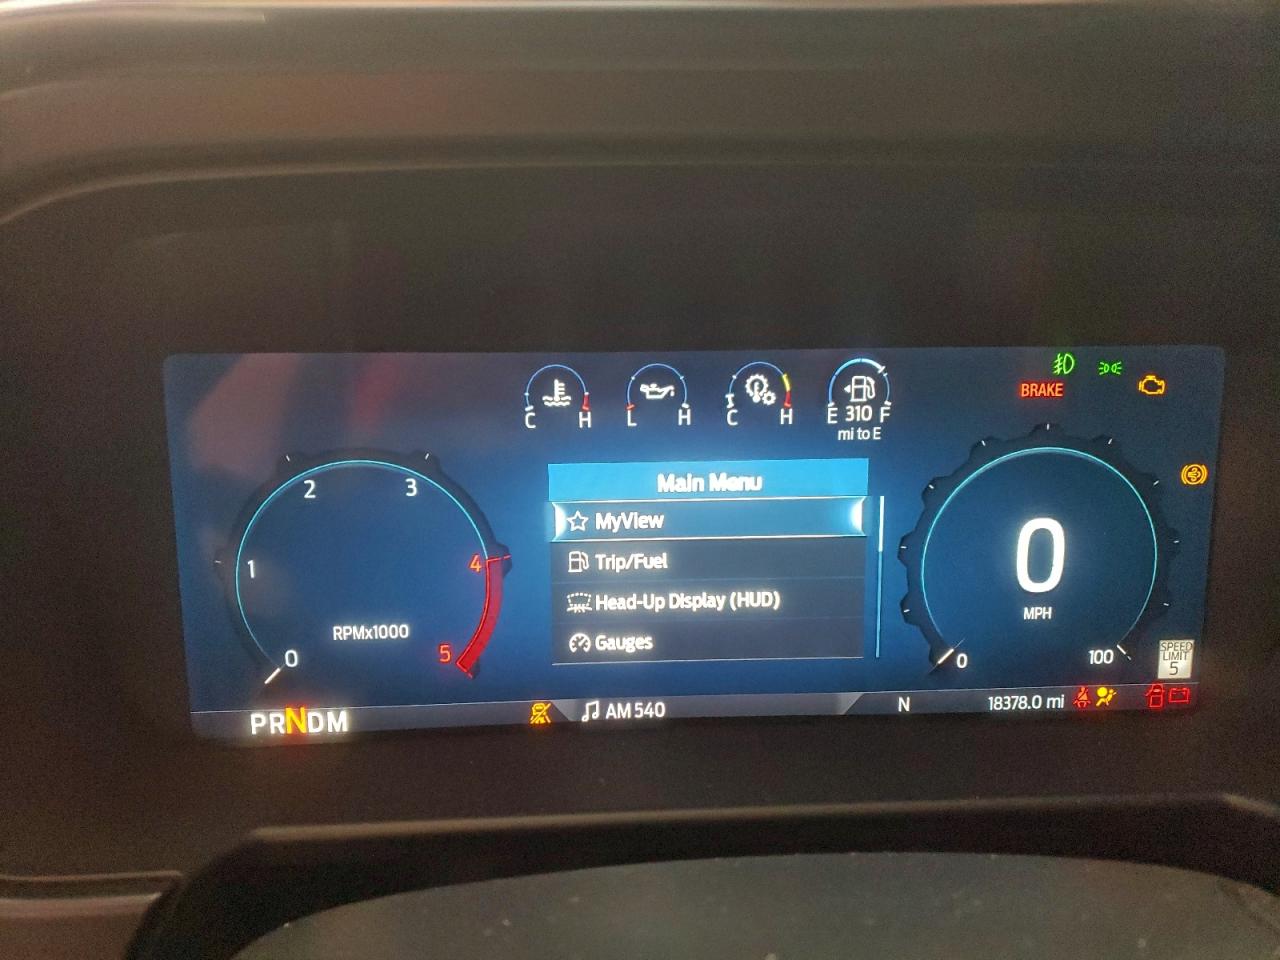 C H
L H
C H
E 310 F
mi to E
BRAKE
Main Menu
MyView
Trip/Fuel
Head-Up Display (HUD)
Gauges
0
1
2
3
4
5
RPMx1000
0
MPH
0
100
SPEED
LIMIT
5
PRNDM
AM 540
N
18378.0 mi